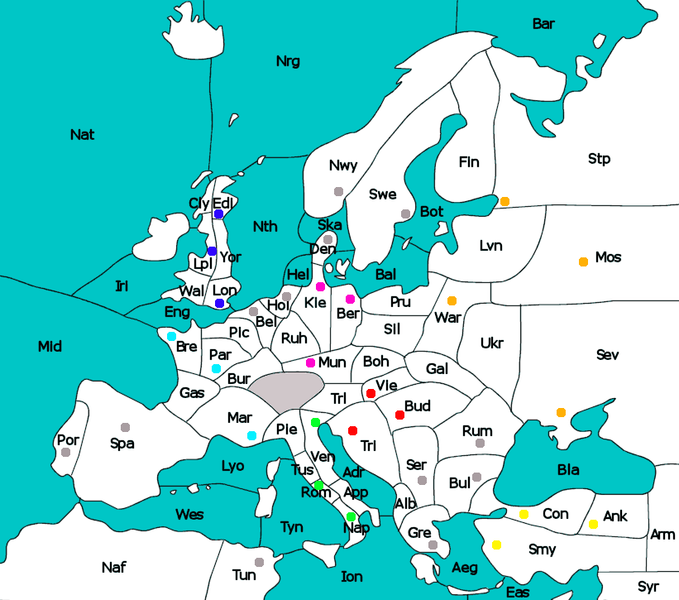 Bar
Nrg
Nat
Stp
Fin
Nwy
Swe
Cly Edi
Bot
Ska
Nth
Lvn
Den
Yor
Mos
Lpl
Hel
Bal
Irl
Wal
Lon
Kie
Hol
Ber
Pru
Eng
War
Bel
Sil
Pic
Ruh
Ukr
Mid
Bre
Par
Sev
Mun
Boh
Gal
Bur
Vie
Gas
Trl
Bud
Mar
Pie
Rum
Por
Spa
Trl
Ven
Lyo
Tus
Adr
Ser
Bla
Bul
Rom
App
Alb
Wes
Con
Ank
Tyn
Nap
Gre
Arm
Smy
Naf
Tun
Ion
Aeg
Syr
Eas